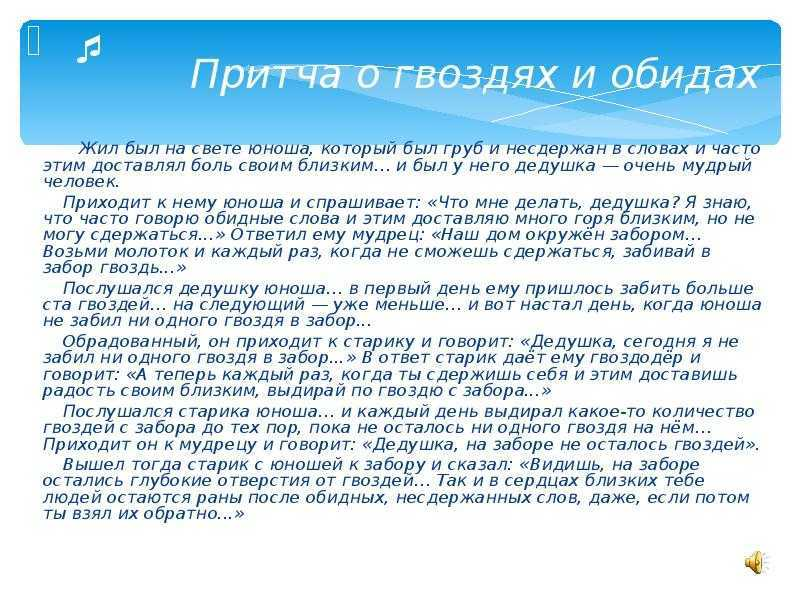 Притча о гвоздях и обидах
Жил был на свете юноша, который был груб и несдержан в словах и часто
этим доставлял боль своим близким… и был у него дедушка — очень мудрый
человек.
Приходит к нему юноша и спрашивает: «Что мне делать, дедушка? Я знаю,
что часто говорю обидные слова и этим доставляю много горя близким, но не
могу сдержаться…» Ответил ему мудрец: «Наш дом окружён забором…
Возьми молоток и каждый раз, когда не сможешь сдержаться, забивай в
забор гвоздь…»
Послушался дедушку юноша… в первый день ему пришлось забить больше
ста гвоздей… на следующий — уже меньше… и вот настал день, когда юноша
не забил ни одного гвоздя в забор...
Обрадованный, он приходит к старику и говорит: «Дедушка, сегодня я не
забил ни одного гвоздя в забор...» В ответ старик даёт ему гвоздодёр и
говорит: «А теперь каждый раз, когда ты сдержишь себя и этим доставишь
радость своим близким, выдирай по гвоздю с забора…»
Послушался старика юноша… и каждый день выдирал какое-то количество
гвоздей с забора до тех пор, пока не осталось ни одного гвоздя на нём…
Приходит он к мудрецу и говорит: «Дедушка, на заборе не осталось гвоздей».
Вышел тогда старик с юношей к забору и сказал: «Видишь, на заборе
остались глубокие отверстия от гвоздей… Так и в сердцах близких тебе
людей остаются раны после обидных, несдержанных слов, даже, если потом
ты взял их обратно…»